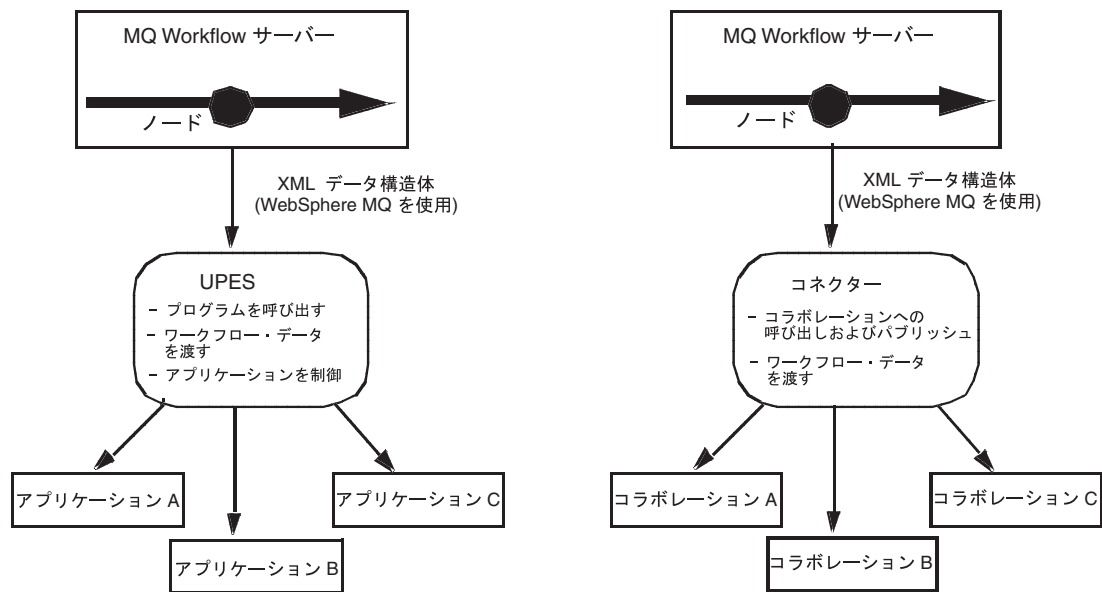 MQ Workflow サーバー
ノード
XML データ構造体
(WebSphere MQ を使用)
UPES
- プログラムを呼び出す
- ワークフロー・データ
を渡す
- アプリケーションを制御
アプリケーション A
アプリケーション B
アプリケーション C
MQ Workflow サーバー
ノード
XML データ構造体
(WebSphere MQ を使用)
コネクター
- コラボレーションへの
呼び出しおよびパブリッシュ
- ワークフロー・データ
を渡す
コラボレーション A
コラボレーション B
コラボレーション C